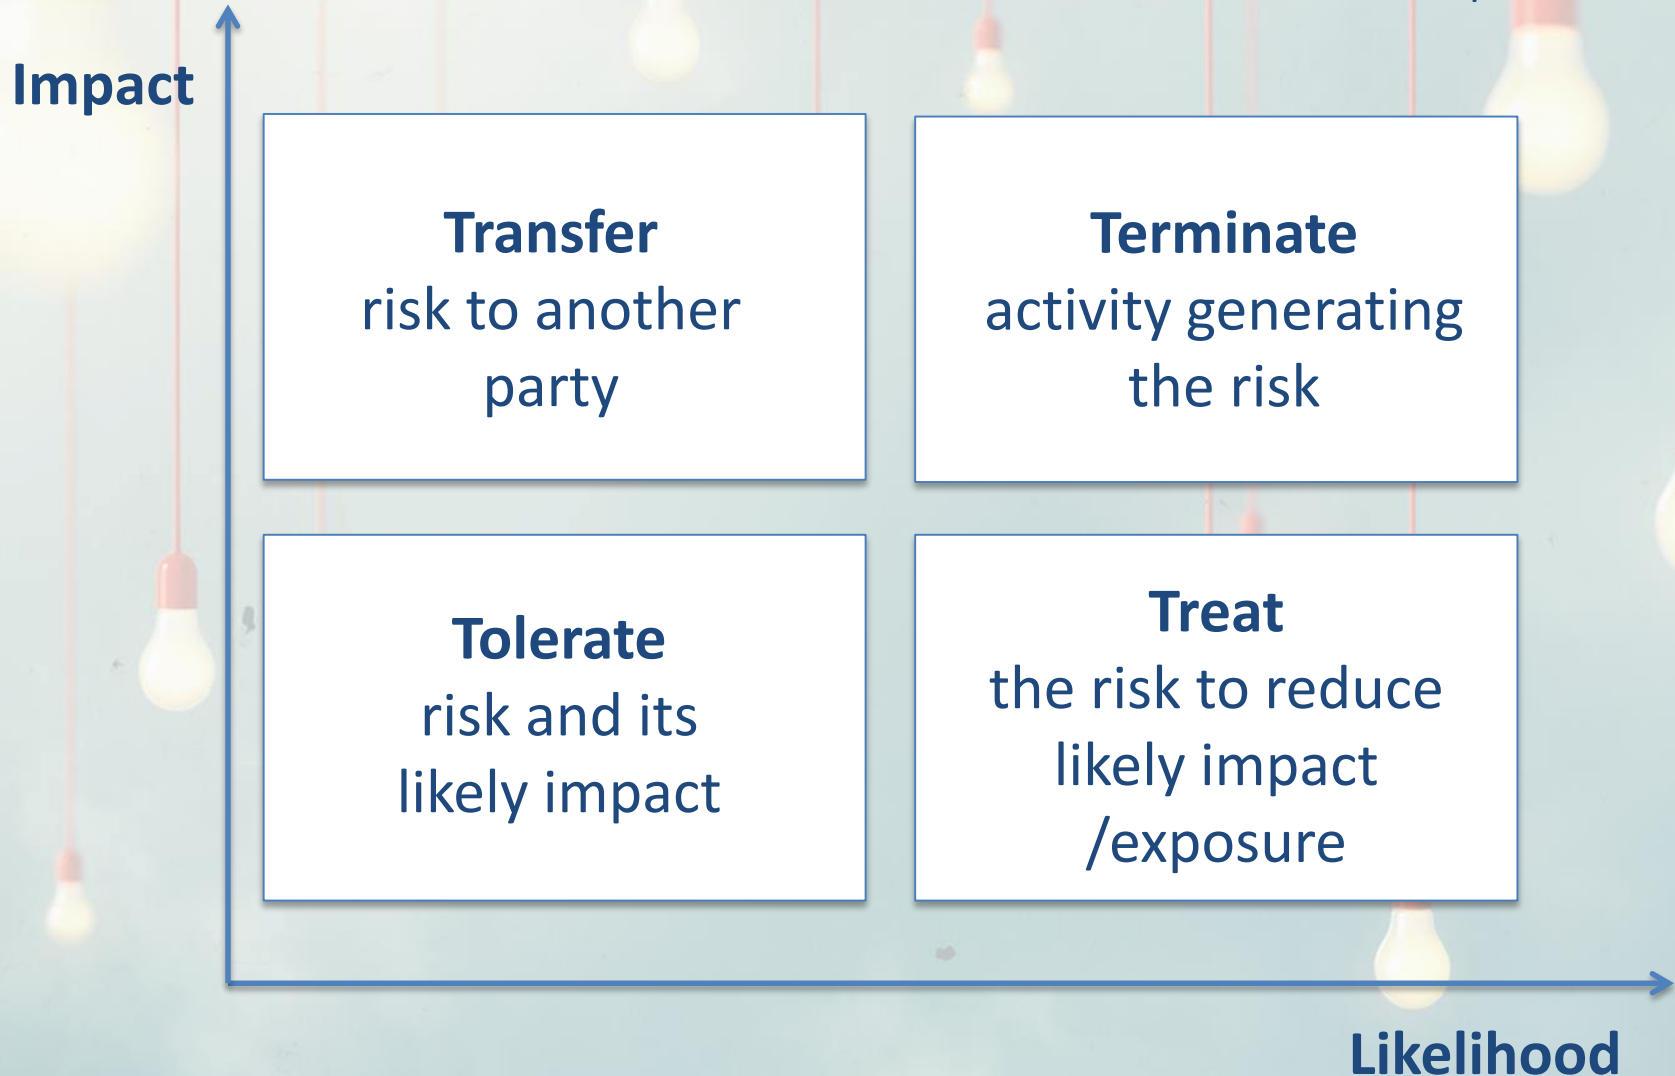 Impact
Transfer
risk to another
party
Terminate
activity generating
the risk
Tolerate
risk and its
likely impact
Treat
the risk to reduce
likely impact
/exposure
Likelihood